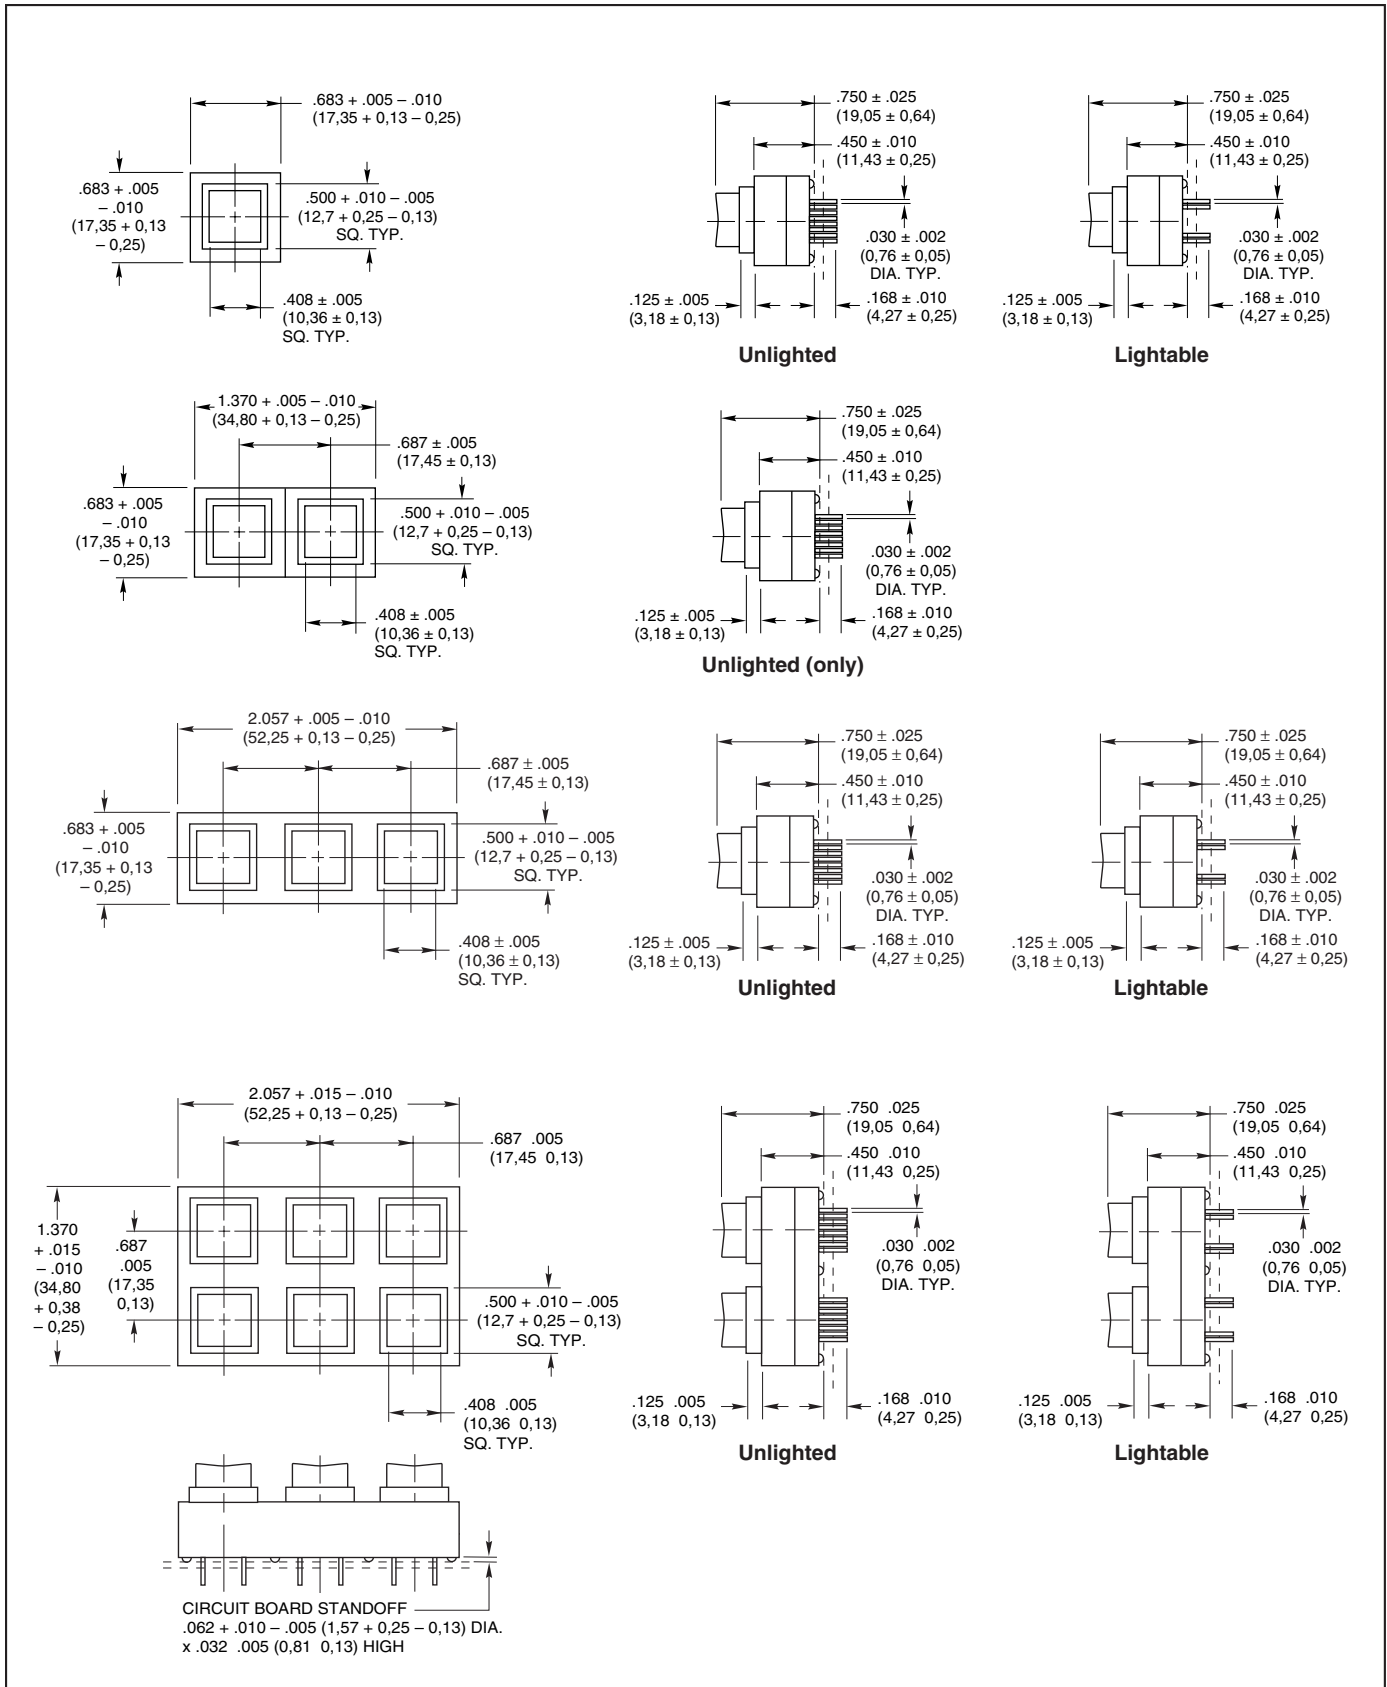 .683 + .005 – .010
(17,35 + 0,13 – 0,25)
.683 + .005
– .010
(17,35 + 0,13
– 0,25)
.500 + .010 – .005
(12,7 + 0,25 – 0,13)
SQ. TYP.
.408 ± .005
(10,36 ± 0,13)
SQ. TYP.
.750 ± .025
(19,05 ± 0,64)
.450 ± .010
(11,43 ± 0,25)
.030 ± .002
(0,76 ± 0,05)
DIA. TYP.
.125 ± .005
(3,18 ± 0,13)
.168 ± .010
(4,27 ± 0,25)
Unlighted
.750 ± .025
(19,05 ± 0,64)
.450 ± .010
(11,43 ± 0,25)
.030 ± .002
(0,76 ± 0,05)
DIA. TYP.
.125 ± .005
(3,18 ± 0,13)
.168 ± .010
(4,27 ± 0,25)
Lightable
1.370 + .005 – .010
(34,80 + 0,13 – 0,25)
.687 ± .005
(17,45 ± 0,13)
.683 + .005
– .010
(17,35 + 0,13
– 0,25)
.500 + .010 – .005
(12,7 + 0,25 – 0,13)
SQ. TYP.
.408 ± .005
(10,36 ± 0,13)
SQ. TYP.
.750 ± .025
(19,05 ± 0,64)
.450 ± .010
(11,43 ± 0,25)
.030 ± .002
(0,76 ± 0,05)
DIA. TYP.
.125 ± .005
(3,18 ± 0,13)
.168 ± .010
(4,27 ± 0,25)
Unlighted (only)
2.057 + .005 – .010
(52,25 + 0,13 – 0,25)
.687 ± .005
(17,45 ± 0,13)
.683 + .005
– .010
(17,35 + 0,13
– 0,25)
.500 + .010 – .005
(12,7 + 0,25 – 0,13)
SQ. TYP.
.408 ± .005
(10,36 ± 0,13)
SQ. TYP.
.750 ± .025
(19,05 ± 0,64)
.450 ± .010
(11,43 ± 0,25)
.030 ± .002
(0,76 ± 0,05)
DIA. TYP.
.125 ± .005
(3,18 ± 0,13)
.168 ± .010
(4,27 ± 0,25)
Unlighted
.750 ± .025
(19,05 ± 0,64)
.450 ± .010
(11,43 ± 0,25)
.030 ± .002
(0,76 ± 0,05)
DIA. TYP.
.125 ± .005
(3,18 ± 0,13)
.168 ± .010
(4,27 ± 0,25)
Lightable
2.057 + .015 – .010
(52,25 + 0,13 – 0,25)
.687 .005
(17,45 0,13)
1.370
+ .015
– .010
(34,80
+ 0,38
– 0,25)
.687
.005
(17,35
0,13)
.500 + .010 – .005
(12,7 + 0,25 – 0,13)
SQ. TYP.
.408 .005
(10,36 0,13)
SQ. TYP.
.750 .025
(19,05 0,64)
.450 .010
(11,43 0,25)
.030 .002
(0,76 0,05)
DIA. TYP.
.125 .005
(3,18 0,13)
.168 .010
(4,27 0,25)
Unlighted
.750 .025
(19,05 0,64)
.450 .010
(11,43 0,25)
.030 .002
(0,76 0,05)
DIA. TYP.
.125 .005
(3,18 0,13)
.168 .010
(4,27 0,25)
Lightable
CIRCUIT BOARD STANDOFF
.062 + .010 – .005 (1,57 + 0,25 – 0,13) DIA.
x .032 .005 (0,81 0,13) HIGH